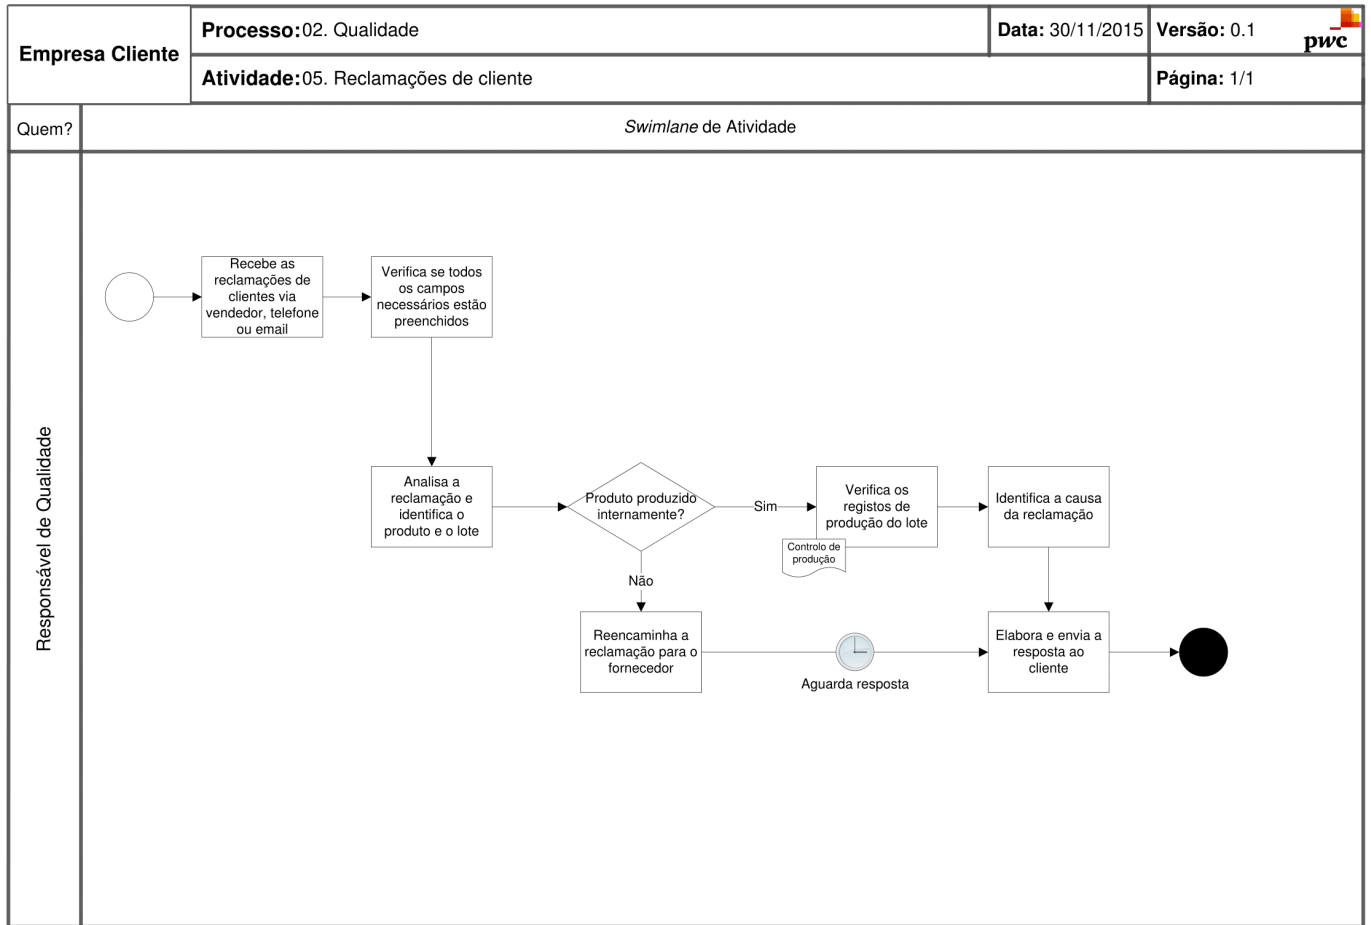 Empresa Cliente
Processo: 02. Qualidade
Data: 30/11/2015
Versão: 0.1
pwc
Atividade: 05. Reclamações de cliente
Página: 1/1
Quem?
Swimlane de Atividade
Responsável de Qualidade
Recebe as
reclamações de
clientes via
vendedor, telefone
ou email
Verifica se todos
os campos
necessários estão
preenchidos
Analisa a
reclamação e
identifica o
produto e o lote
Produto produzido
internamente?
Sim
Verifica os
registos de
produção do lote
Controlo de
produção
Identifica a causa
da reclamação
Não
Reencaminha a
reclamação para o
fornecedor
Aguarda resposta
Elabora e envia a
resposta ao
cliente